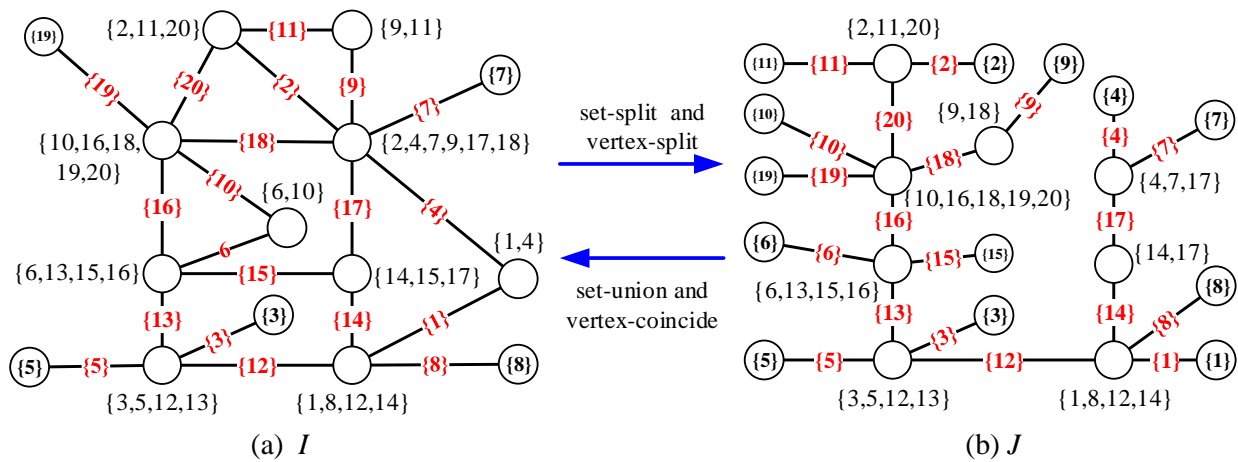 {2,11,20} {11} {9,11}
{19}
{19} {20} {2} {9} {7} {7}
{10,16,18,
19,20}
{18} {2,4,7,9,17,18}
{10} {6,10}
{16} {17} {4}
6 {1,4}
{6,13,15,16} {15} {14,15,17}
{13} {3} {3} {14} {1}
{5} {5} {12} {8} {8}
{3,5,12,13} {1,8,12,14}
(a) I
set-split and
vertex-split
set-union and
vertex-coincide
{2,11,20}
{11} {11} {2} {2} {9}
{9}
{10} {10} {20} {9,18} {4}
{4} {7} {7}
{19} {19} {18}
{10,16,18,19,20} {4,7,17}
{16} {17}
{6} {6} {15} {15} {14,17}
{6,13,15,16}
{13} {3} {3} {14} {8} {8}
{5} {5} {12} {1} {1}
{3,5,12,13} {1,8,12,14}
(b) J